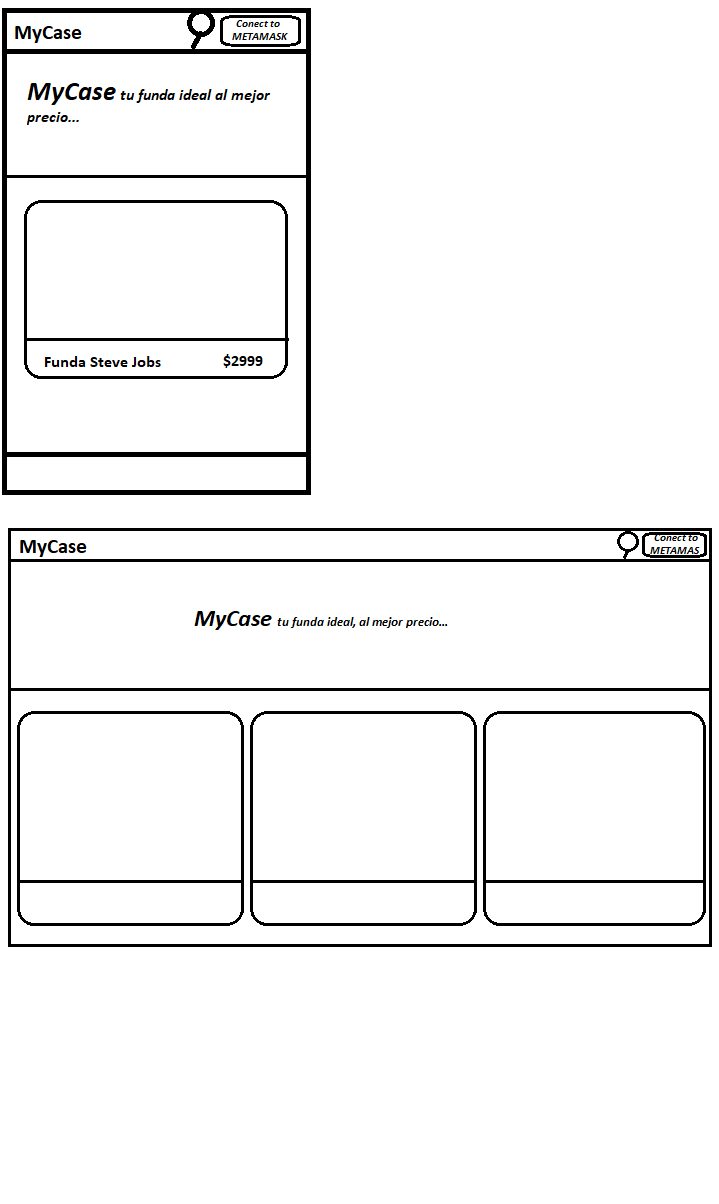 MyCase
Conect to
METAMASK
MyCase tu funda ideal al mejor
precio...
Funda Steve Jobs $2999
MyCase
Conect to
METAMAS
MyCase tu funda ideal, al mejor precio...